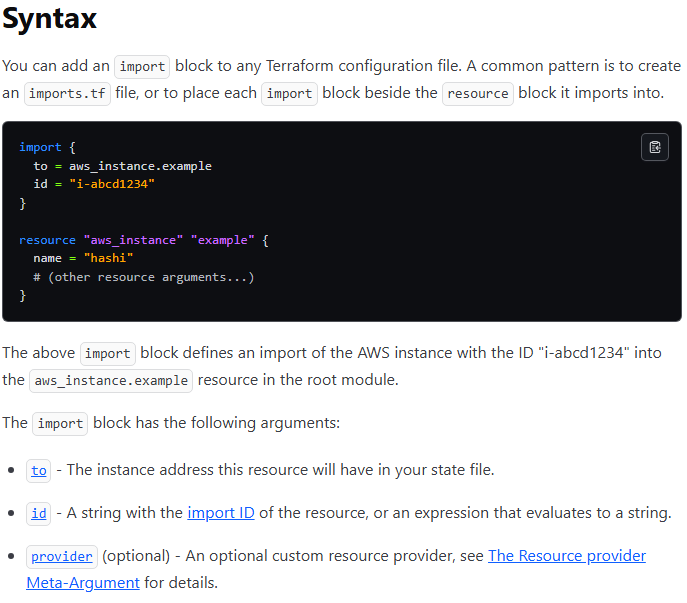 Syntax
You can add an import block to any Terraform configuration file. A common pattern is to create
an imports.tf file, or to place each import block beside the resource block it imports into.
import {
  to = aws_instance.example
  id = "i-abcd1234"
}

resource "aws_instance" "example" {
  name = "hashi"
  # (other resource arguments...)
}
The above import block defines an import of the AWS instance with the ID "i-abcd1234" into
the aws_instance.example resource in the root module.
The import block has the following arguments:
• to - The instance address this resource will have in your state file.
• id - A string with the import ID of the resource, or an expression that evaluates to a string.
• provider (optional) - An optional custom resource provider, see The Resource provider
Meta-Argument for details.